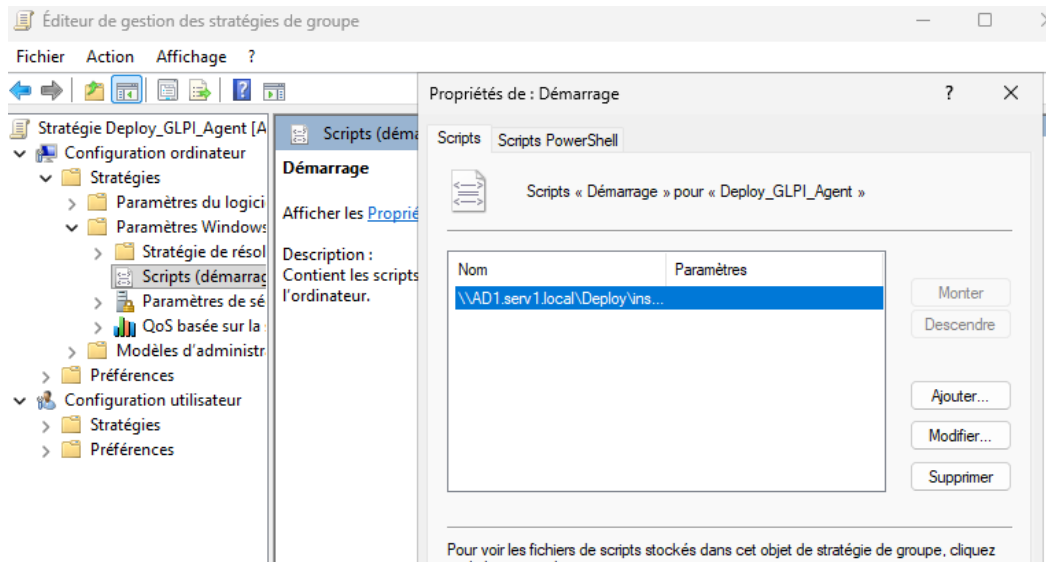 Éditeur de gestion des stratégies de groupe
Fichier Action Affichage ?
Stratégie Deploy_GLPI_Agent [A
Configuration ordinateur
Stratégies
Paramètres du logici
Paramètres Windows
Stratégie de résol
Scripts (démarrag
Paramètres de sé
QoS basée sur la
Modèles d'administr
Préférences
Configuration utilisateur
Stratégies
Préférences
Scripts (déma
Démarrage
Afficher les Proprié
Description :
Contient les scripts
l'ordinateur.
Propriétés de : Démarrage ?
Scripts Scripts PowerShell
Scripts « Démarrage » pour « Deploy_GLPI_Agent »
Nom Paramètres
\\AD1.serv1.local\Deploy\ins...
Monter
Descendre
Ajouter...
Modifier...
Supprimer
Pour voir les fichiers de scripts stockés dans cet objet de stratégie de groupe, cliquez